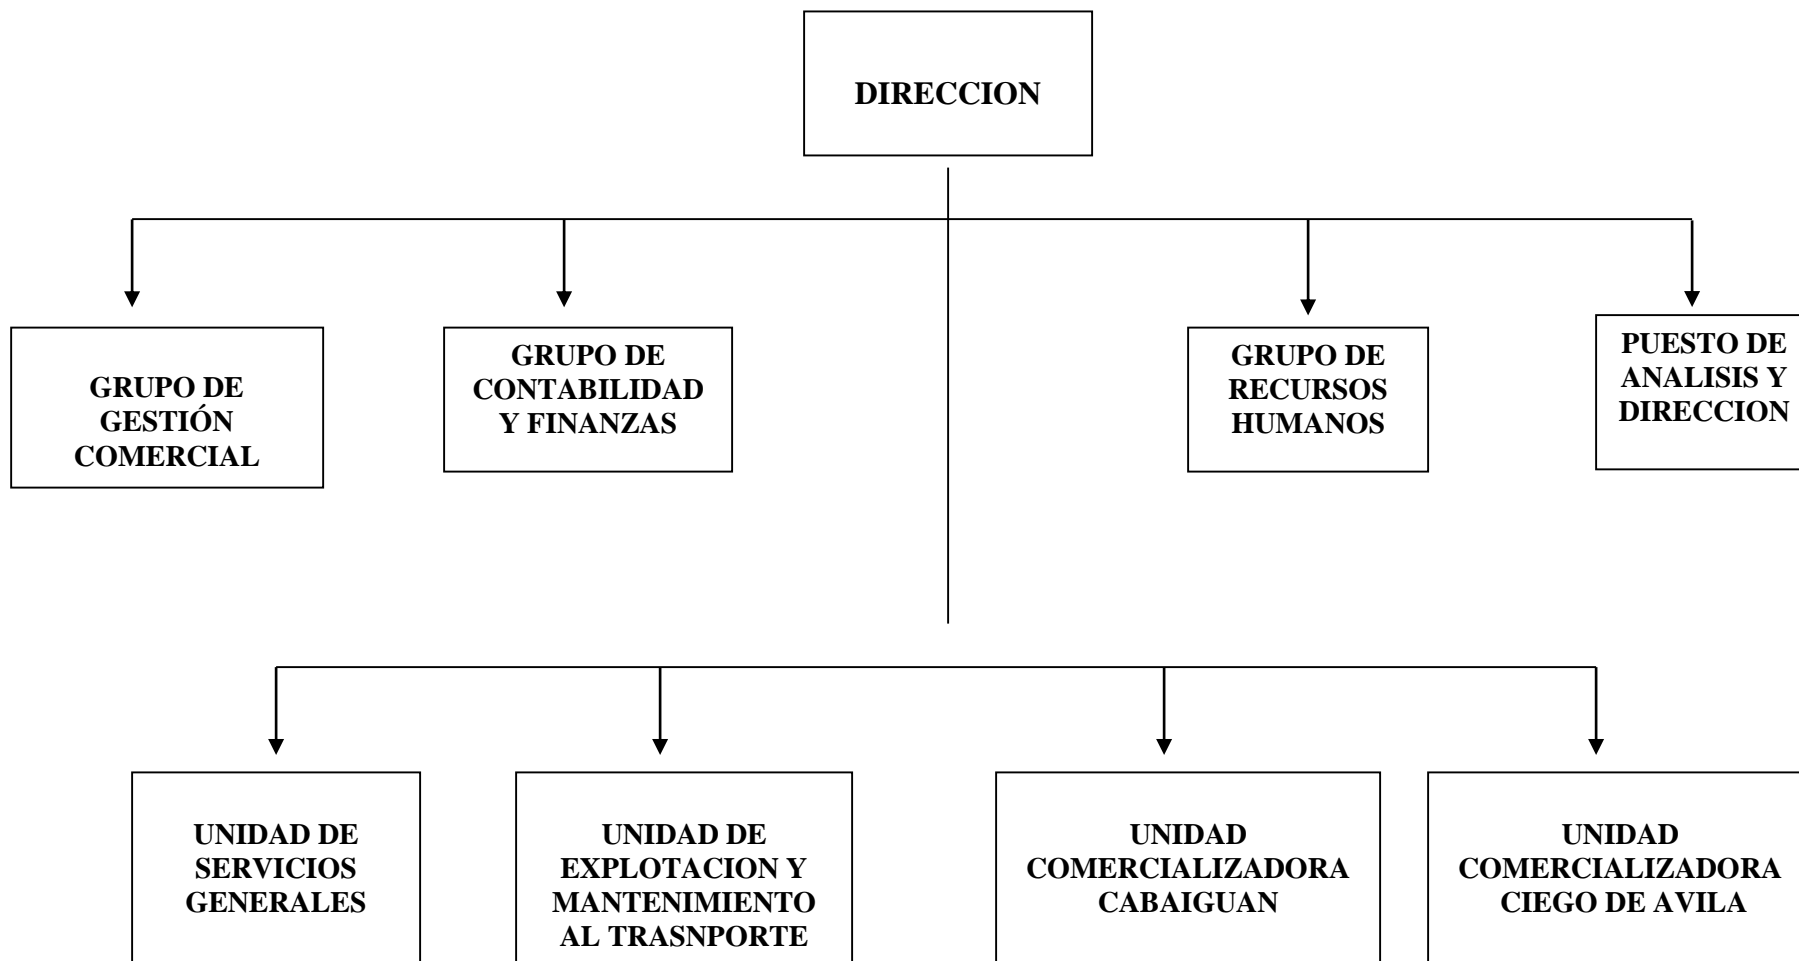 DIRECCION
GRUPO DE
GESTIÓN
COMERCIAL
GRUPO DE
CONTABILIDAD
Y FINANZAS
GRUPO DE
RECURSOS
HUMANOS
PUESTO DE
ANALISIS Y
DIRECCION
UNIDAD DE
SERVICIOS
GENERALES
UNIDAD DE
EXPLOTACION Y
MANTENIMIENTO
AL TRASNPORTE
UNIDAD
COMERCIALIZADORA
CABAIGUAN
UNIDAD
COMERCIALIZADORA
CIEGO DE AVILA